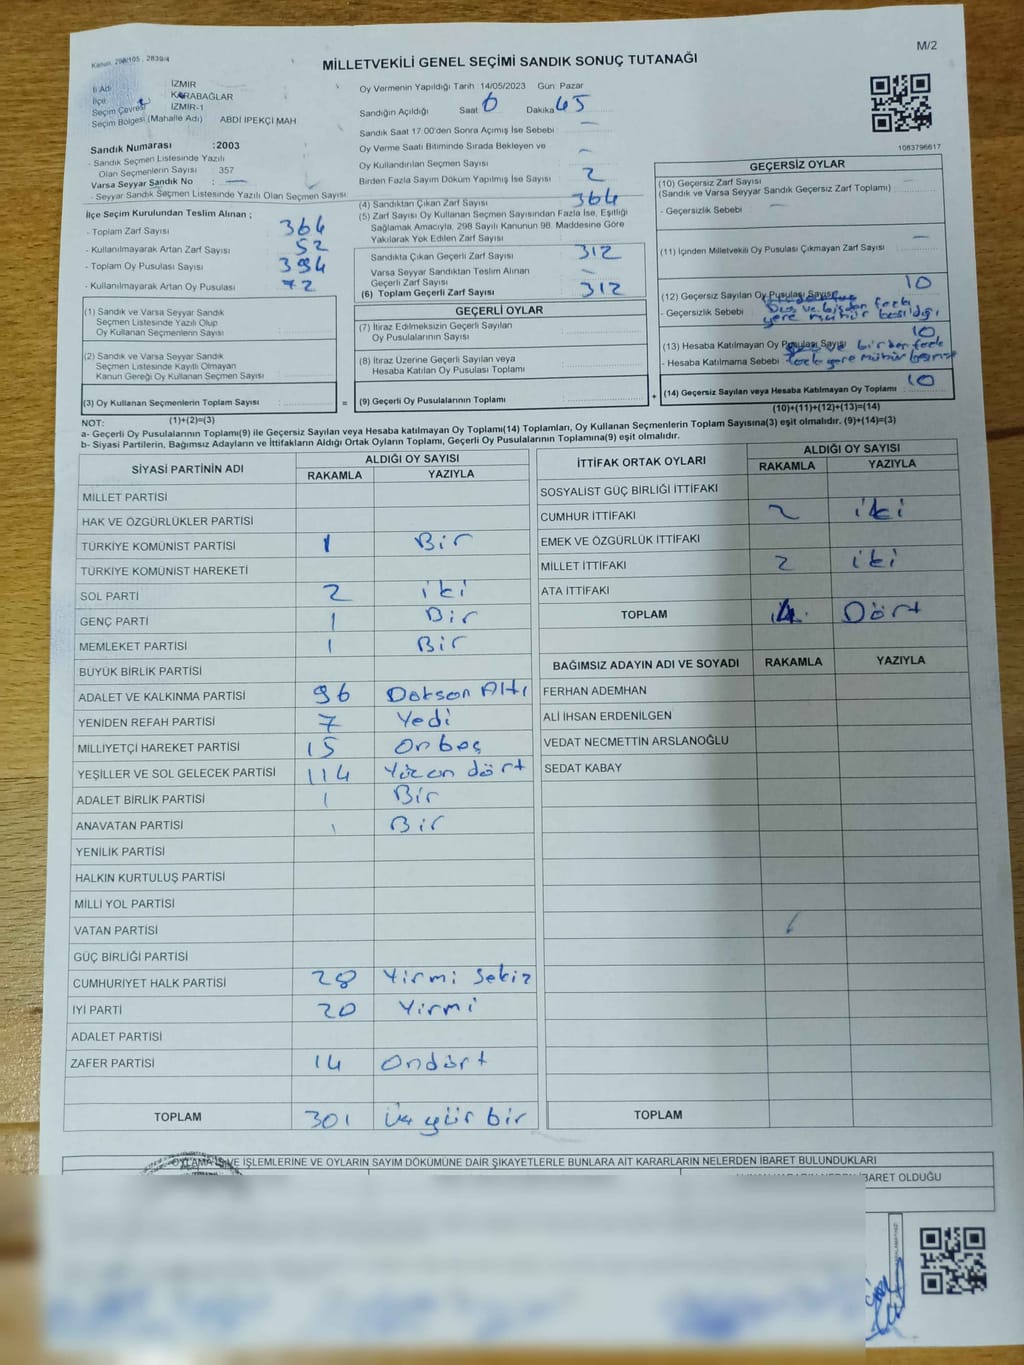 Kanun: 298/105 , 2839/4
M/2
MİLLETVEKİLİ GENEL SEÇİMİ SANDIK SONUÇ TUTANAĞI
İl Adı İZMİR
İlçe KARABAĞLAR
Seçim Çevresi İZMİR-1
Seçim Bölgesi (Mahalle Adı) ABDİ İPEKÇİ MAH
Sandık Numarası :2003
- Sandık Seçmen Listesinde Yazılı
Olan Seçmenlerin Sayısı : 357
Varsa Seyyar Sandık No : —
- Seyyar Sandık Seçmen Listesinde Yazılı Olan Seçmen Sayısı
İlçe Seçim Kurulundan Teslim Alınan ;
- Toplam Zarf Sayısı 364
- Kullanılmayarak Artan Zarf Sayısı 52
- Toplam Oy Pusulası Sayısı 394
- Kullanılmayarak Artan Oy Pusulası 72
Oy Vermenin Yapıldığı Tarih 14/05/2023 Gün: Pazar
Sandığın Açıldığı Saat 6 Dakika 45
Sandık Saat 17.00'den Sonra Açımış İse Sebebi —
Oy Verme Saati Bitiminde Sırada Bekleyen ve
Oy Kullandırılan Seçmen Sayısı —
Birden Fazla Sayım Döküm Yapılmış İse Sayısı 2
(4) Sandıktan Çıkan Zarf Sayısı 364
(5) Zarf Sayısı Oy Kullanan Seçmen Sayısından Fazla İse, Eşitliği
Sağlamak Amacıyla, 298 Sayılı Kanunun 98. Maddesine Göre
Yakılarak Yok Edilen Zarf Sayısı
Sandıkta Çıkan Geçerli Zarf Sayısı 312
Varsa Seyyar Sandıktan Teslim Alınan
Geçerli Zarf Sayısı —
(6) Toplam Geçerli Zarf Sayısı 312
1083796617
GEÇERSİZ OYLAR
(10) Geçersiz Zarf Sayısı
(Sandık ve Varsa Seyyar Sandık Geçersiz Zarf Toplamı) —
- Geçersizlik Sebebi —
(11) İçinden Milletvekili Oy Pusulası Çıkmayan Zarf Sayısı —
(12) Geçersiz Sayılan Oy Pusulası Sayısı 10
- Geçersizlik Sebebi ve birden fazla
yere mühür basıldığı
(13) Hesaba Katılmayan Oy Pusulası Sayısı 10
- Hesaba Katılmama Sebebi ve birden fazla
yere mühür
(14) Geçersiz Sayılan veya Hesaba Katılmayan Oy Toplamı 10
(10)+(11)+(12)+(13)=(14)
(1) Sandık ve Varsa Seyyar Sandık
Seçmen Listesinde Yazılı Olup
Oy Kullanan Seçmenlerin Sayısı
(2) Sandık ve Varsa Seyyar Sandık
Seçmen Listesinde Kayıtlı Olmayan
Kanun Gereği Oy Kullanan Seçmen Sayısı
(3) Oy Kullanan Seçmenlerin Toplam Sayısı =
(1)+(2)=(3)
GEÇERLİ OYLAR
(7) İtiraz Edilmeksizin Geçerli Sayılan
Oy Pusulalarının Sayısı
(8) İtiraz Üzerine Geçerli Sayılan veya
Hesaba Katılan Oy Pusulası Toplamı
(9) Geçerli Oy Pusulalarının Toplamı +
NOT:
a- Geçerli Oy Pusulalarının Toplamı(9) ile Geçersiz Sayılan veya Hesaba katılmayan Oy Toplamı(14) Toplamları, Oy Kullanan Seçmenlerin Toplam Sayısına(3) eşit olmalıdır. (9)+(14)=(3)
b- Siyasi Partilerin, Bağımsız Adayların ve İttifakların Aldığı Ortak Oyların Toplamı, Geçerli Oy Pusulalarının Toplamına(9) eşit olmalıdır.
SİYASİ PARTİNİN ADI ALDIĞI OY SAYISI
RAKAMLA YAZIYLA
MİLLET PARTİSİ
HAK VE ÖZGÜRLÜKLER PARTİSİ
TÜRKİYE KOMÜNİST PARTİSİ 1 Bir
TÜRKİYE KOMÜNİST HAREKETİ
SOL PARTİ 2 iki
GENÇ PARTİ 1 Bir
MEMLEKET PARTİSİ 1 Bir
BÜYÜK BİRLİK PARTİSİ
ADALET VE KALKINMA PARTİSİ 96 Doksan Altı
YENİDEN REFAH PARTİSİ 7 Yedi
MİLLİYETÇİ HAREKET PARTİSİ 15 Onbeş
YEŞİLLER VE SOL GELECEK PARTİSİ 114 Yüzon dört
ADALET BİRLİK PARTİSİ 1 Bir
ANAVATAN PARTİSİ 1 Bir
YENİLİK PARTİSİ
HALKIN KURTULUŞ PARTİSİ
MİLLİ YOL PARTİSİ
VATAN PARTİSİ
GÜÇ BİRLİĞİ PARTİSİ
CUMHURİYET HALK PARTİSİ 28 Yirmi Sekiz
İYİ PARTİ 20 Yirmi
ADALET PARTİSİ
ZAFER PARTİSİ 14 Ondört
TOPLAM 301 Üçyüz bir
İTTİFAK ORTAK OYLARI ALDIĞI OY SAYISI
RAKAMLA YAZIYLA
SOSYALİST GÜÇ BİRLİĞİ İTTİFAKI
CUMHUR İTTİFAKI 2 iki
EMEK VE ÖZGÜRLÜK İTTİFAKI
MİLLET İTTİFAKI 2 iki
ATA İTTİFAKI
TOPLAM 4 Dört
BAĞIMSIZ ADAYIN ADI VE SOYADI RAKAMLA YAZIYLA
FERHAN ADEMHAN
ALİ İHSAN ERDENİLGEN
VEDAT NECMETTİN ARSLANOĞLU
SEDAT KABAY
TOPLAM
OYLAMA İŞ VE İŞLEMLERİNE VE OYLARIN SAYIM DÖKÜMÜNE DAİR ŞİKAYETLERLE BUNLARA AİT KARARLARIN NELERDEN İBARET BULUNDUKLARI
İBARET OLDUĞU